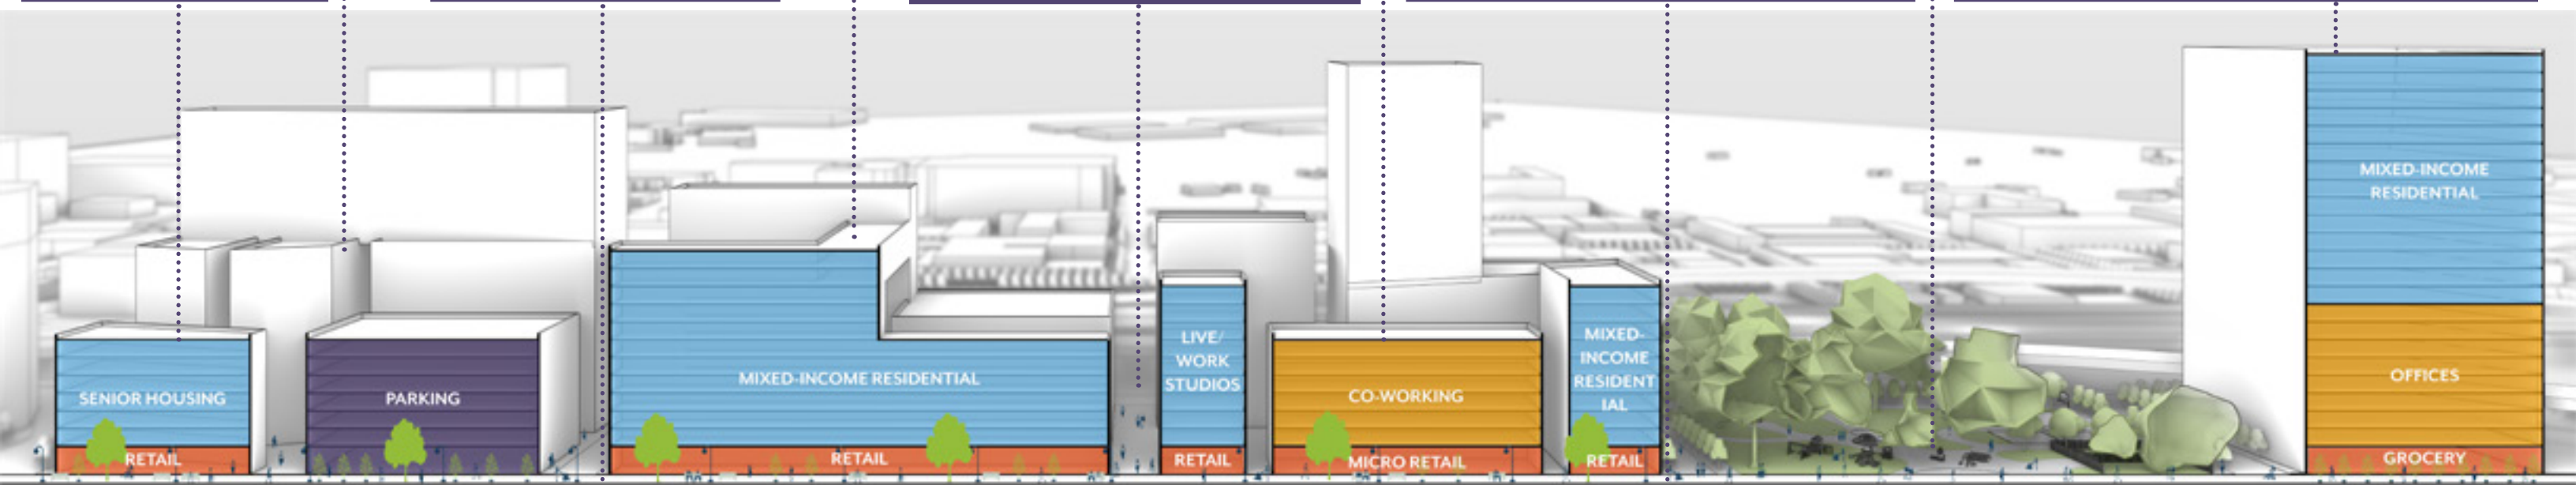 SENIOR HOUSING
RETAIL
PARKING
MIXED-INCOME RESIDENTIAL
RETAIL
LIVE/
WORK
STUDIOS
RETAIL
CO-WORKING
MICRO RETAIL
MIXED-
INCOME
RESIDENT
IAL
RETAIL
MIXED-INCOME
RESIDENTIAL
OFFICES
GROCERY